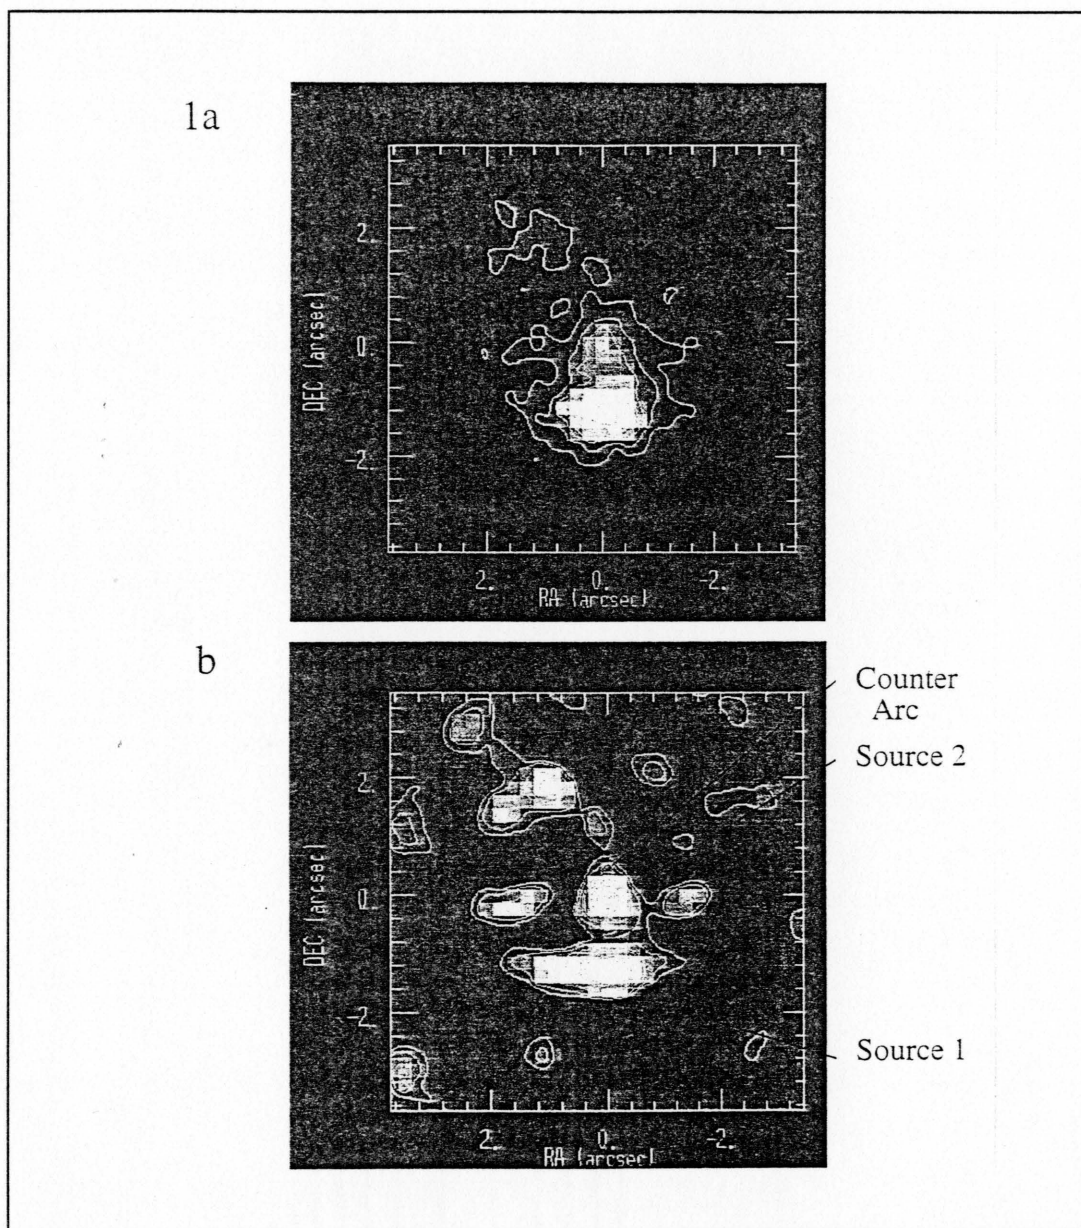 1a
2.
0.
-2.
DEC (arcsec)
2. 0. -2.
RA (arcsec)
b
Counter
Arc
Source 2
Source 1
2.
0.
-2.
DEC (arcsec)
2. 0. -2.
RA (arcsec)